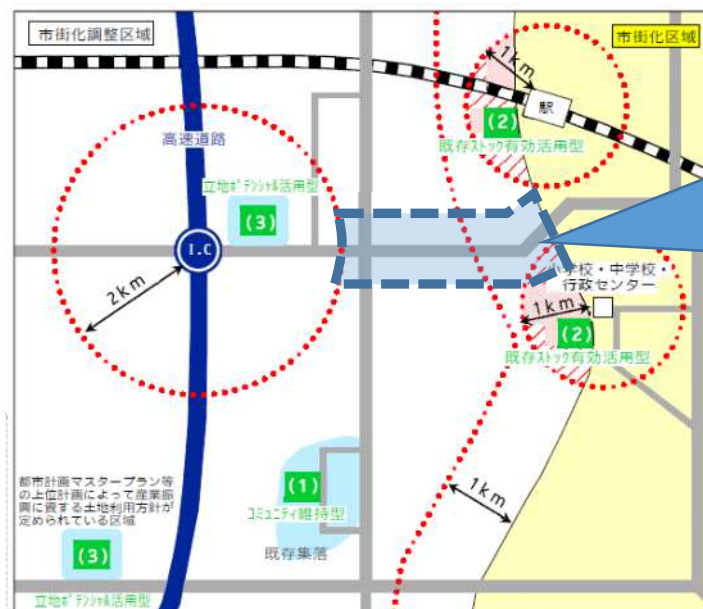 市街化調整区域
市街化区域
1km
駅
(2)
既存ストック有効活用型
高速道路
立地ﾎﾟﾃﾝｼｬﾙ活用型
(3)
I.C
2km
小学校・中学校・
行政センター
1km
(2)
既存ストック有効活用型
都市計画マスタープラン等
の上位計画によって産業振
興に資する土地利用方針が
定められている区域
(3)
立地ﾎﾟﾃﾝｼｬﾙ活用型
(1)
コミュニティ維持型
既存集落
1km